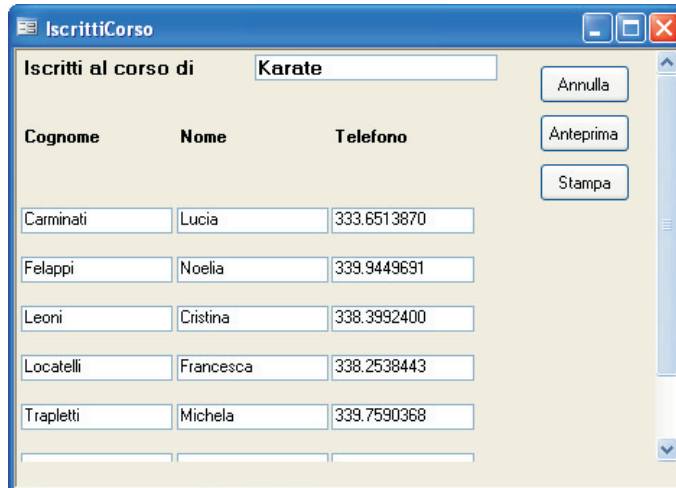 IscrittiCorso
Iscritti al corso di Karate
Annulla
Cognome Nome Telefono
Anteprima
Stampa
Carminati Lucia 333.6513870
Felappi Noelia 339.9449691
Leoni Cristina 338.3992400
Locatelli Francesca 338.2538443
Trapletti Michela 339.7590368